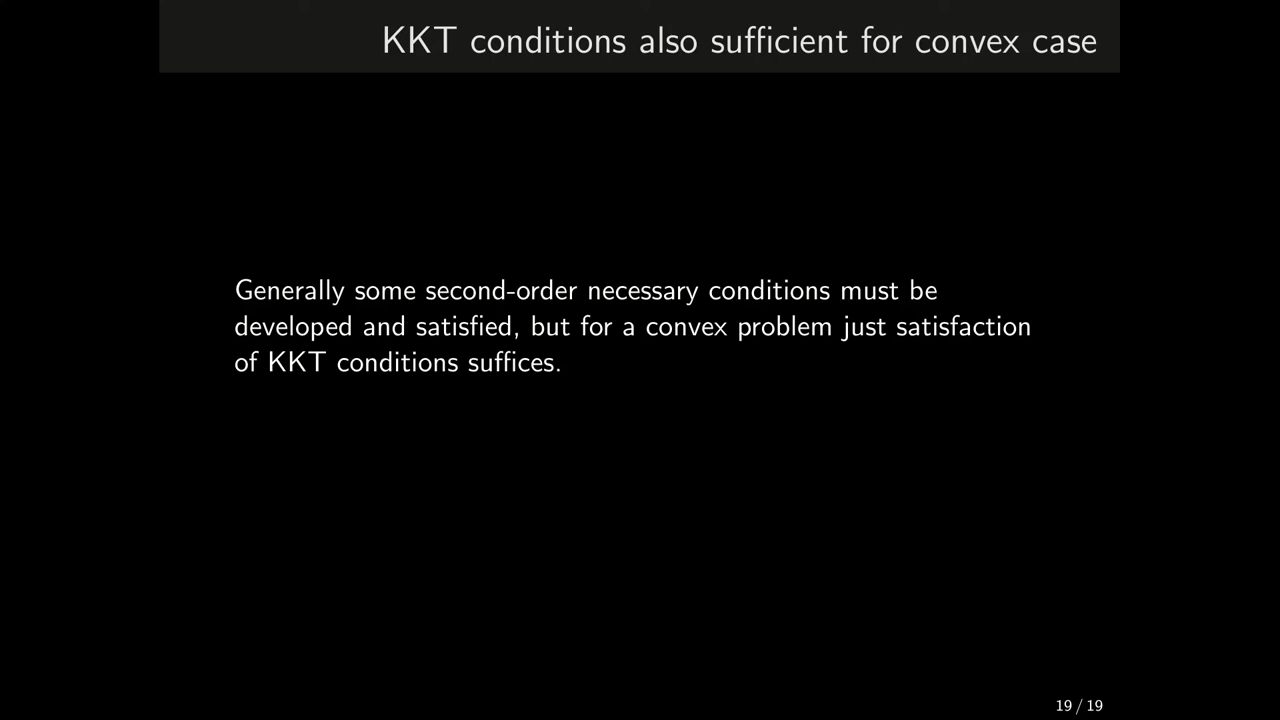 KKT conditions also sufficient for convex case
Generally some second-order necessary conditions must be
developed and satisfied, but for a convex problem just satisfaction
of KKT conditions suffices.
19 / 19